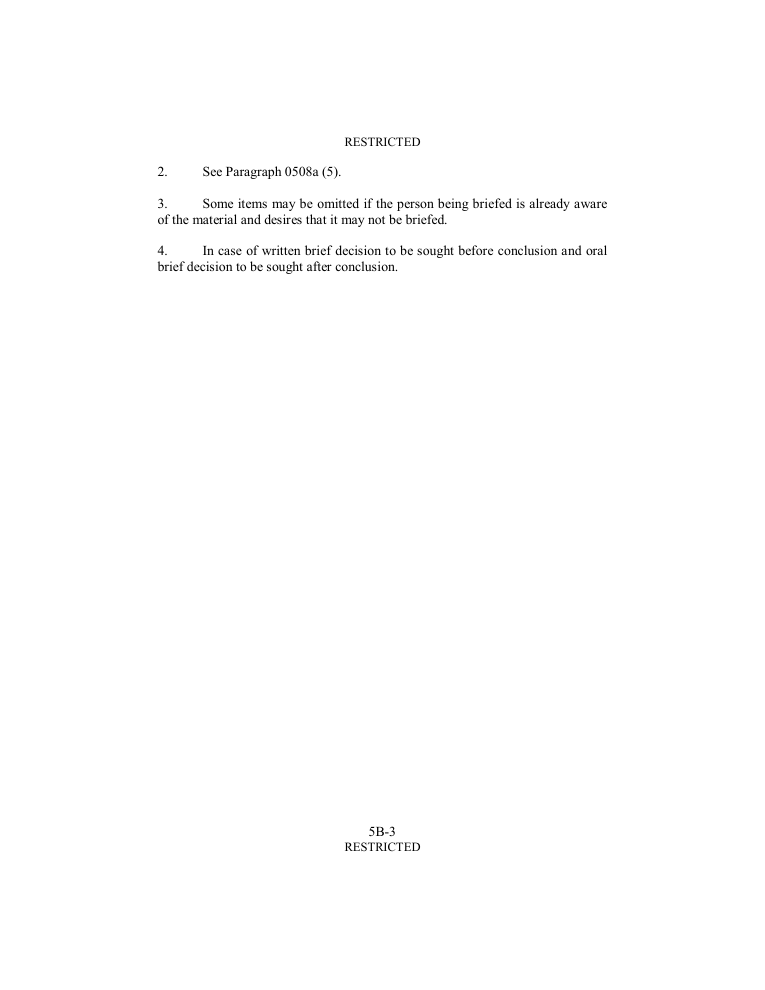 RESTRICTED
2. See Paragraph 0508a (5).
3. Some items may be omitted if the person being briefed is already aware
of the material and desires that it may not be briefed.
4. In case of written brief decision to be sought before conclusion and oral
brief decision to be sought after conclusion.
5B-3
RESTRICTED